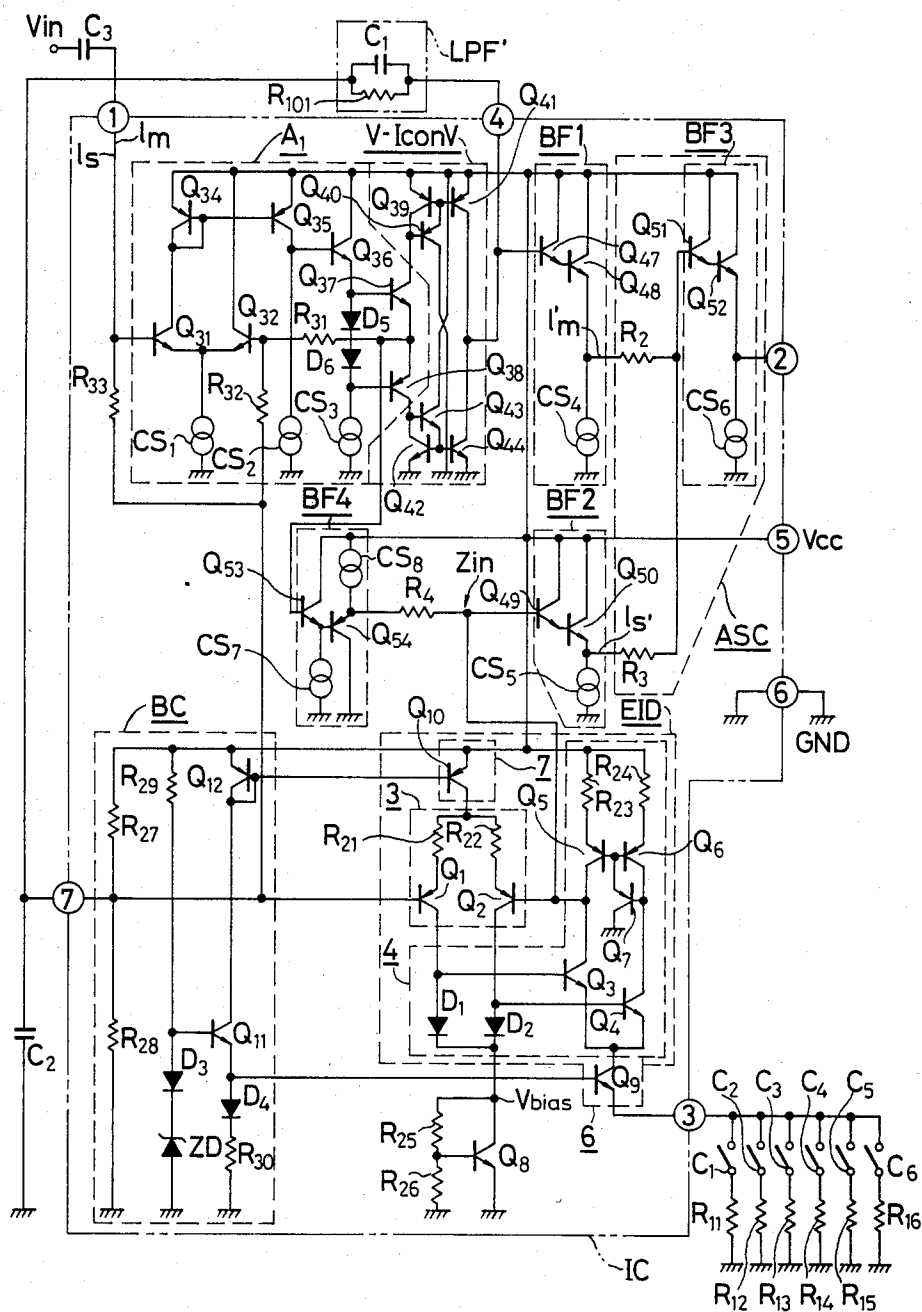 Vin C3
C1 LPF'
R101
1 4 Q41
ls lm A1 V-IconV BF1 BF3
Q34 Q40 Q39
Q35 Q51
Q36 Q47
Q37 Q48 Q52
Q31 Q32 R31 D5 l'm R2
D6 2
R33 R32 Q38
CS3 Q43 CS4 CS6
CS1 CS2 Q44
Q42
BF4 BF2
5 Vcc
Q53 CS8 Zin Q49 Q50
R4 ls'
Q54 ASC
CS7 CS5 R3
6
BC EID GND
Q10
R29 Q12 7 R24
3 Q5 R23
R27 R21 R22 Q6
7 Q1 Q2
4 Q7
Q3
D1 D2 Q4
C2 R28 Q11
D3 Q9
D4 Vbias 3
C2 C3 C4 C5
ZD R30 R25 6
Q8 C1 C6
R26 R11 R16
IC
R12 R13 R14 R15